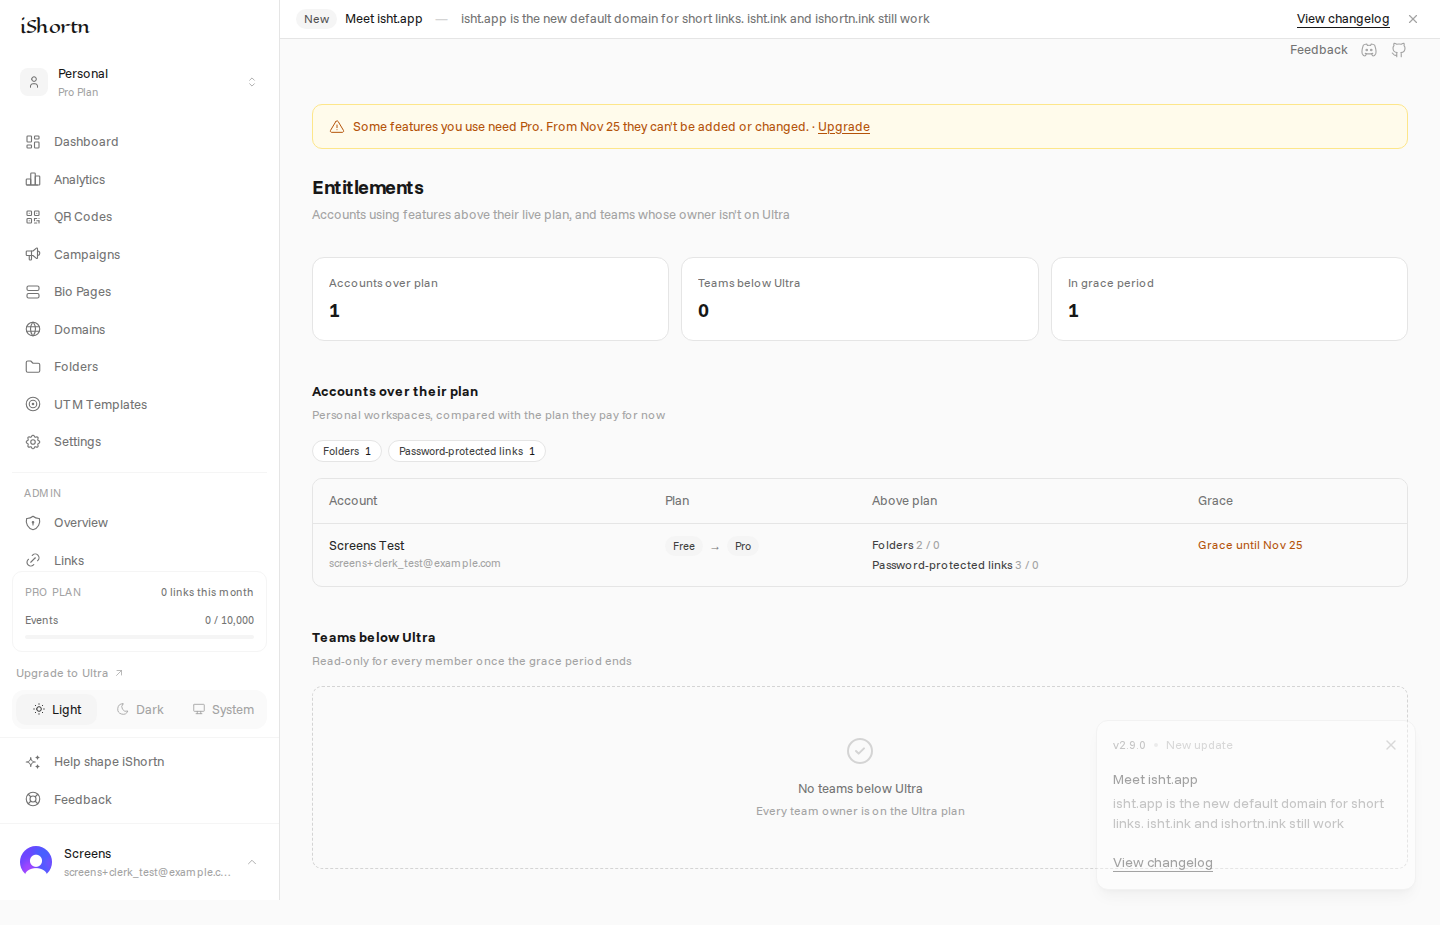 iShortn
Personal
Pro Plan
Dashboard
Analytics
QR Codes
Campaigns
Bio Pages
Domains
Folders
UTM Templates
Settings
ADMIN
Overview
Links
PRO PLAN 0 links this month
Events 0 / 10,000
Upgrade to Ultra
Light Dark System
Help shape iShortn
Feedback
Screens
screens+clerk_test@example.c...
New Meet isht.app — isht.app is the new default domain for short links. isht.ink and ishortn.ink still work View changelog
Feedback
Some features you use need Pro. From Nov 25 they can't be added or changed. · Upgrade
Entitlements
Accounts using features above their live plan, and teams whose owner isn't on Ultra
Accounts over plan
1
Teams below Ultra
0
In grace period
1
Accounts over their plan
Personal workspaces, compared with the plan they pay for now
Folders 1 Password-protected links 1
Account Plan Above plan Grace
Screens Test Free → Pro Folders 2 / 0 Grace until Nov 25
screens+clerk_test@example.com Password-protected links 3 / 0
Teams below Ultra
Read-only for every member once the grace period ends
No teams below Ultra
Every team owner is on the Ultra plan
v2.9.0 New update
Meet isht.app
isht.app is the new default domain for short
links. isht.ink and ishortn.ink still work
View changelog